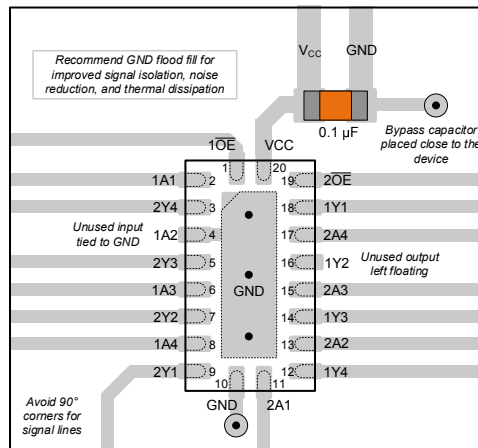 Recommend GND flood fill for
improved signal isolation, noise
reduction, and thermal dissipation
VCC GND
0.1 µF
Bypass capacitor
placed close to the
device
1OE VCC
1 20
1A1 2 19 2OE
2Y4 3 18 1Y1
Unused input
tied to GND
1A2 4 17 2A4
2Y3 5 16 1Y2
Unused output
left floating
1A3 6 15 2A3
GND
2Y2 7 14 1Y3
1A4 8 13 2A2
2Y1 9 12 1Y4
10 11
GND 2A1
Avoid 90°
corners for
signal lines